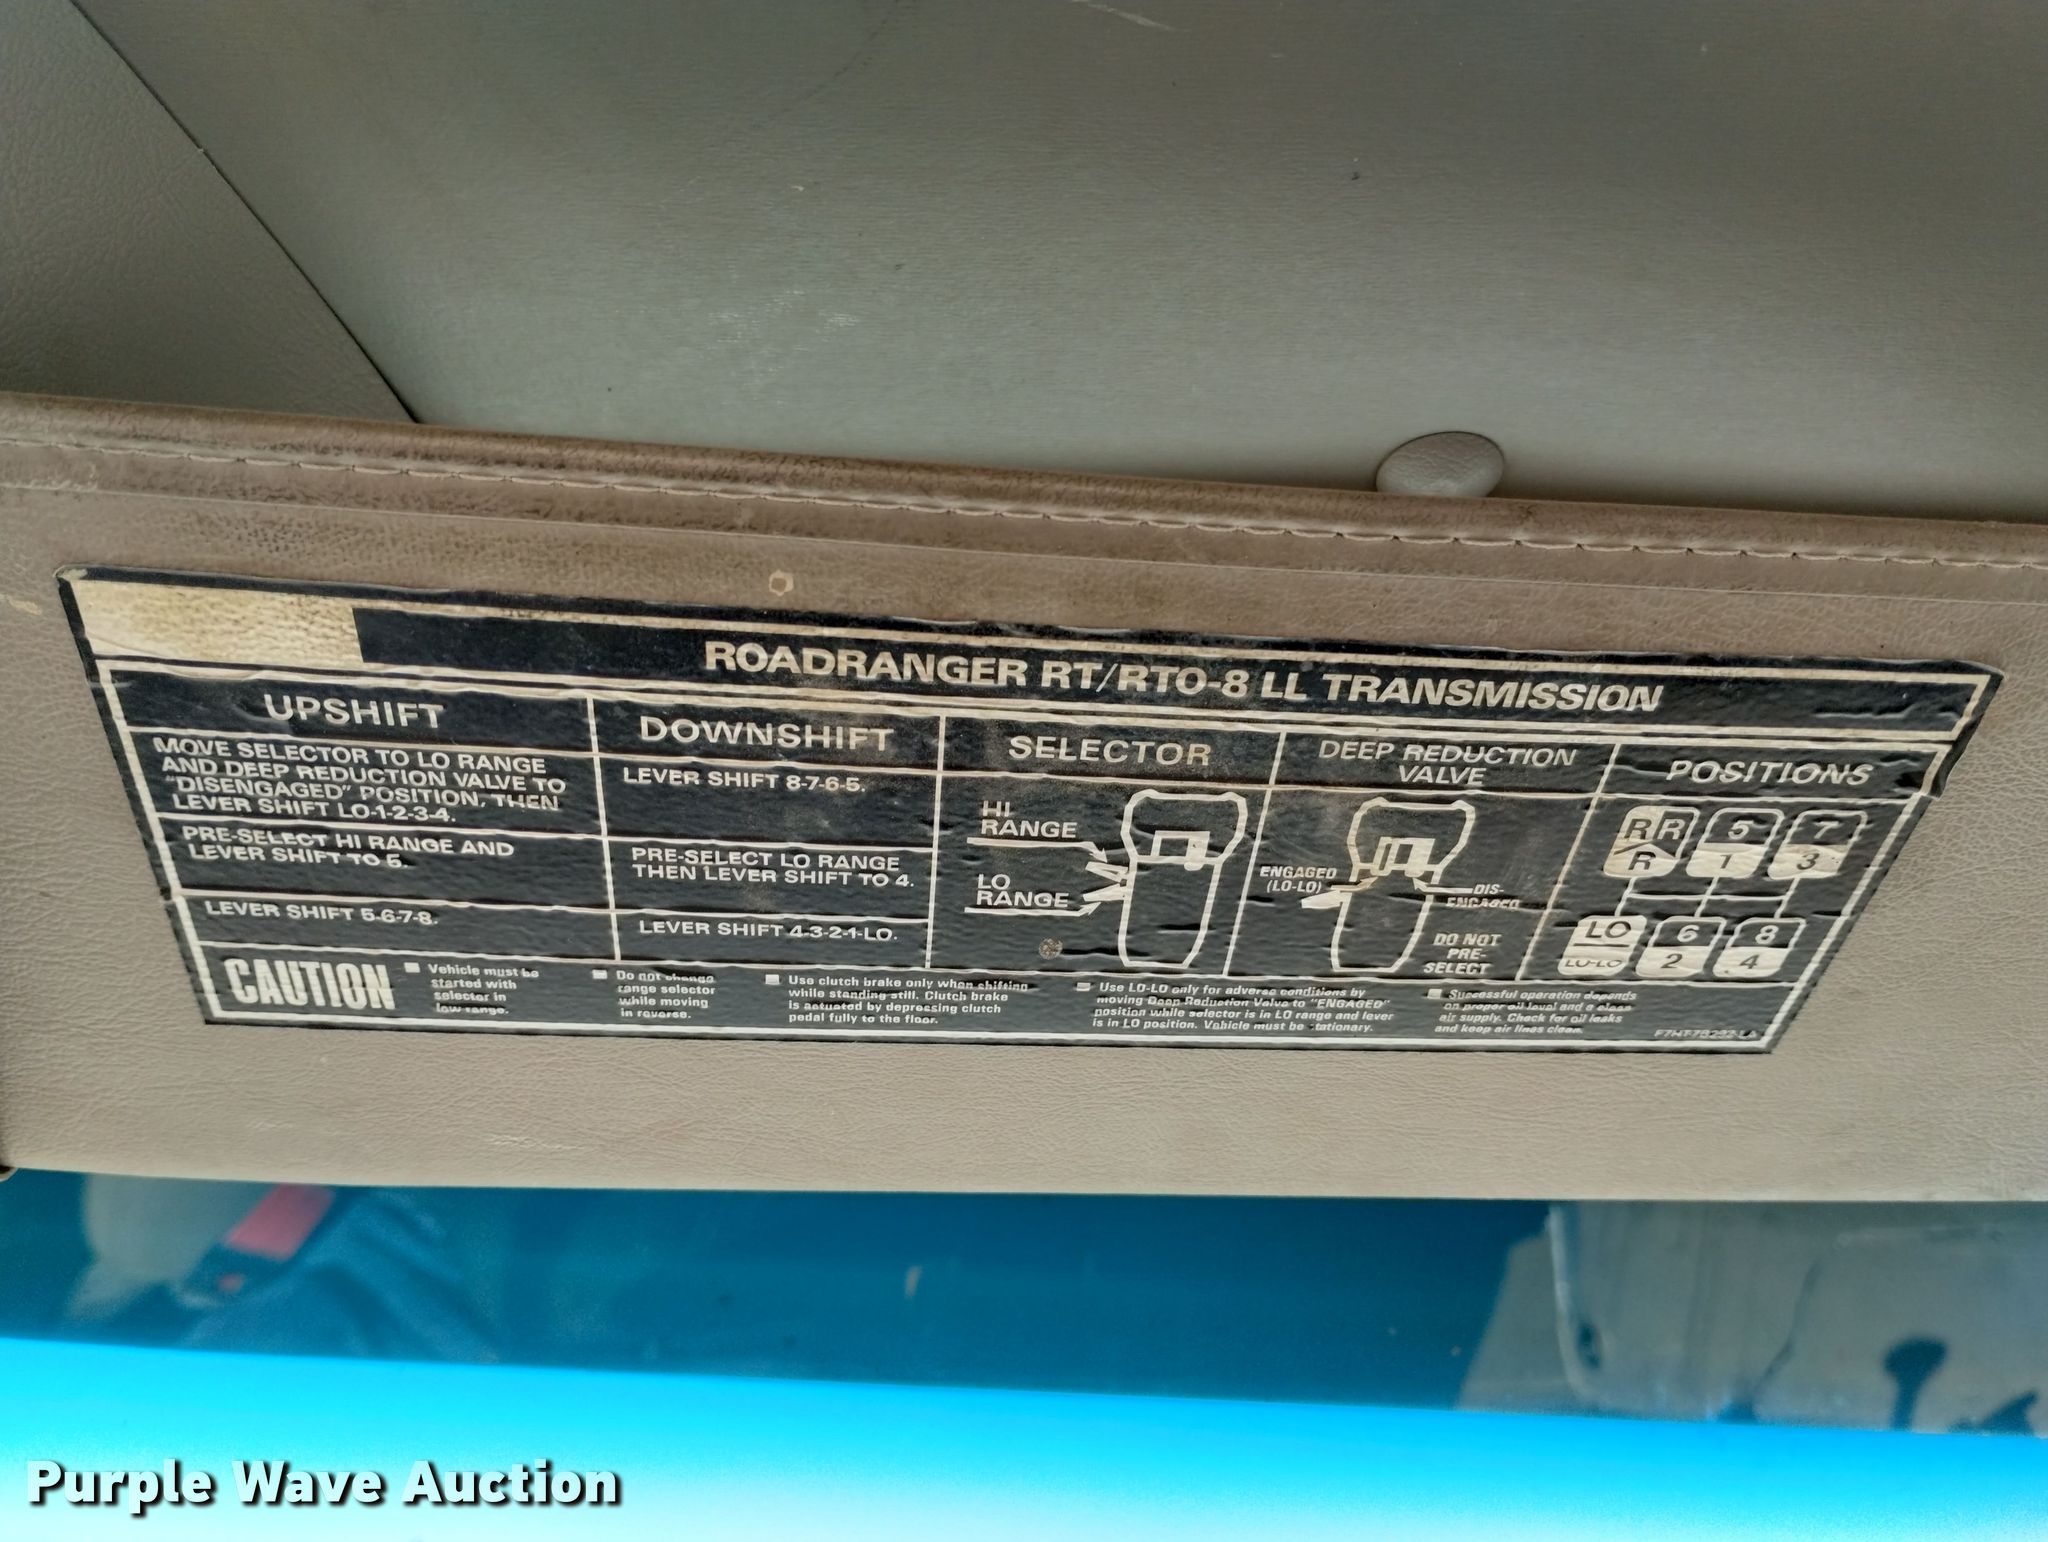 ROADRANGER RT/RTO-8 LL TRANSMISSION
UPSHIFT
MOVE SELECTOR TO LO RANGE
AND DEEP REDUCTION VALVE TO
"DISENGAGED" POSITION, THEN
LEVER SHIFT LO-1-2-3-4.
PRE-SELECT HI RANGE AND
LEVER SHIFT TO 5.
LEVER SHIFT 5-6-7-8.
DOWNSHIFT
LEVER SHIFT 8-7-6-5.
PRE-SELECT LO RANGE
THEN LEVER SHIFT TO 4.
LEVER SHIFT 4-3-2-1-LO.
SELECTOR
HI
RANGE
LO
RANGE
DEEP REDUCTION
VALVE
ENGAGED
(LO-LO)
DIS-
ENGAGED
DO NOT
PRE-
SELECT
POSITIONS
R R 5 7
R 1 3
LO 6 8
LO-LO 2 4
CAUTION
Vehicle must be
started with
selector in
low range.
Do not change
range selector
while moving
in reverse.
Use clutch brake only when shifting
while standing still. Clutch brake
is actuated by depressing clutch
pedal fully to the floor.
Use LO-LO only for adverse conditions by
moving Deep Reduction Valve to "ENGAGED"
position while selector is in LO range and lever
is in LO position. Vehicle must be stationary.
Successful operation depends
on proper oil level and a clean
air supply. Check for oil leaks
and keep air lines clean.
Purple Wave Auction